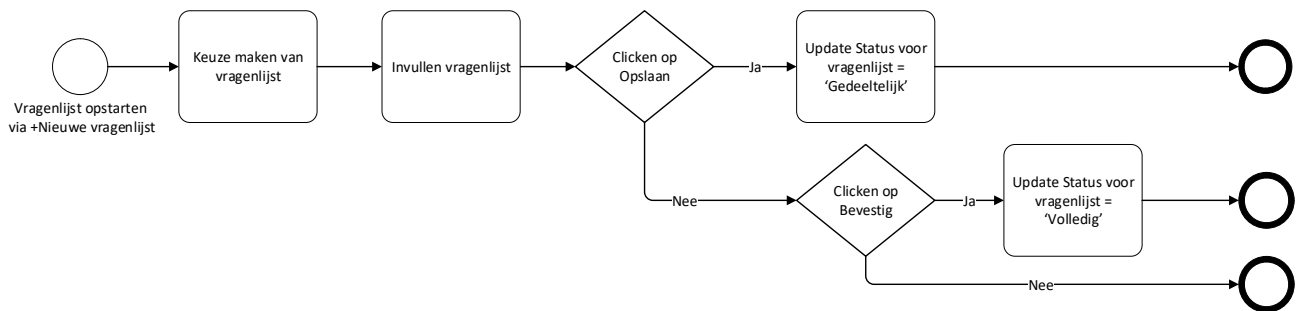 Vragenlijst opstarten
via +Nieuwe vragenlijst
Keuze maken van
vragenlijst
Invullen vragenlijst
Clicken op
Opslaan
Ja
Update Status voor
vragenlijst =
‘Gedeeltelijk’
Nee
Clicken op
Bevestig
Ja
Update Status voor
vragenlijst =
‘Volledig’
Nee